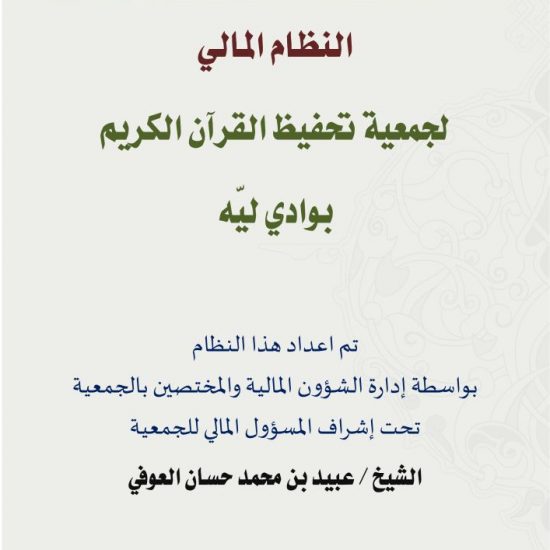 النظام المالي
لجمعية تحفيظ القرآن الكريم
بوادي ليّه
تم اعداد هذا النظام
بواسطة إدارة الشؤون المالية والمختصين بالجمعية
تحت إشراف المسؤول المالي للجمعية
الشيخ / عبيد بن محمد حسان العوفي